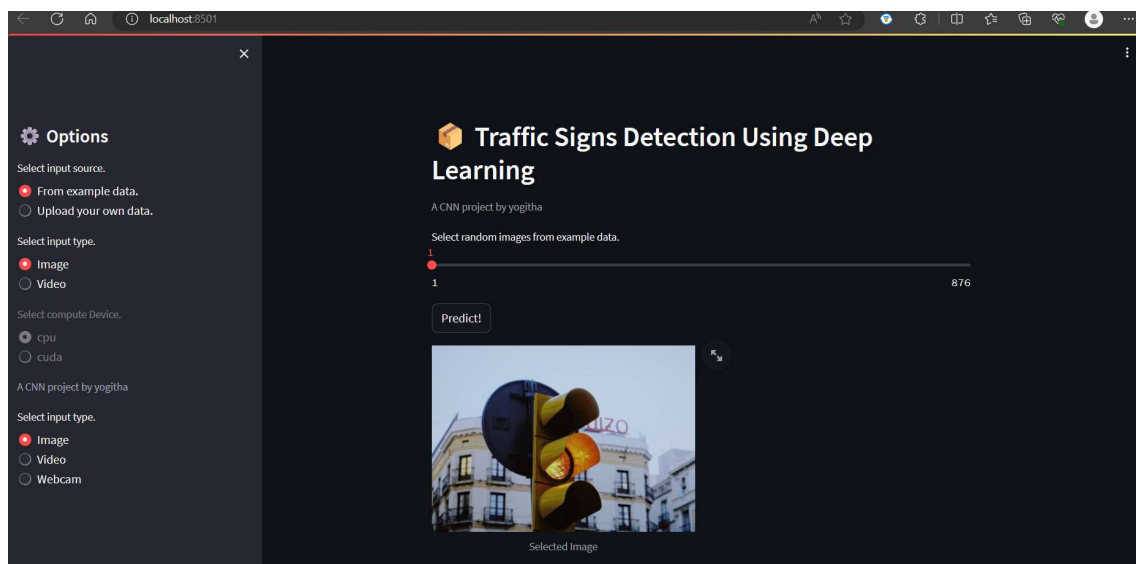 localhost:8501
Options
Select input source.
From example data.
Upload your own data.
Select input type.
Image
Video
Select compute Device.
cpu
cuda
A CNN project by yogitha
Select input type.
Image
Video
Webcam
Traffic Signs Detection Using Deep
Learning
A CNN project by yogitha
Select random images from example data.
1
1 876
Predict!
Selected Image